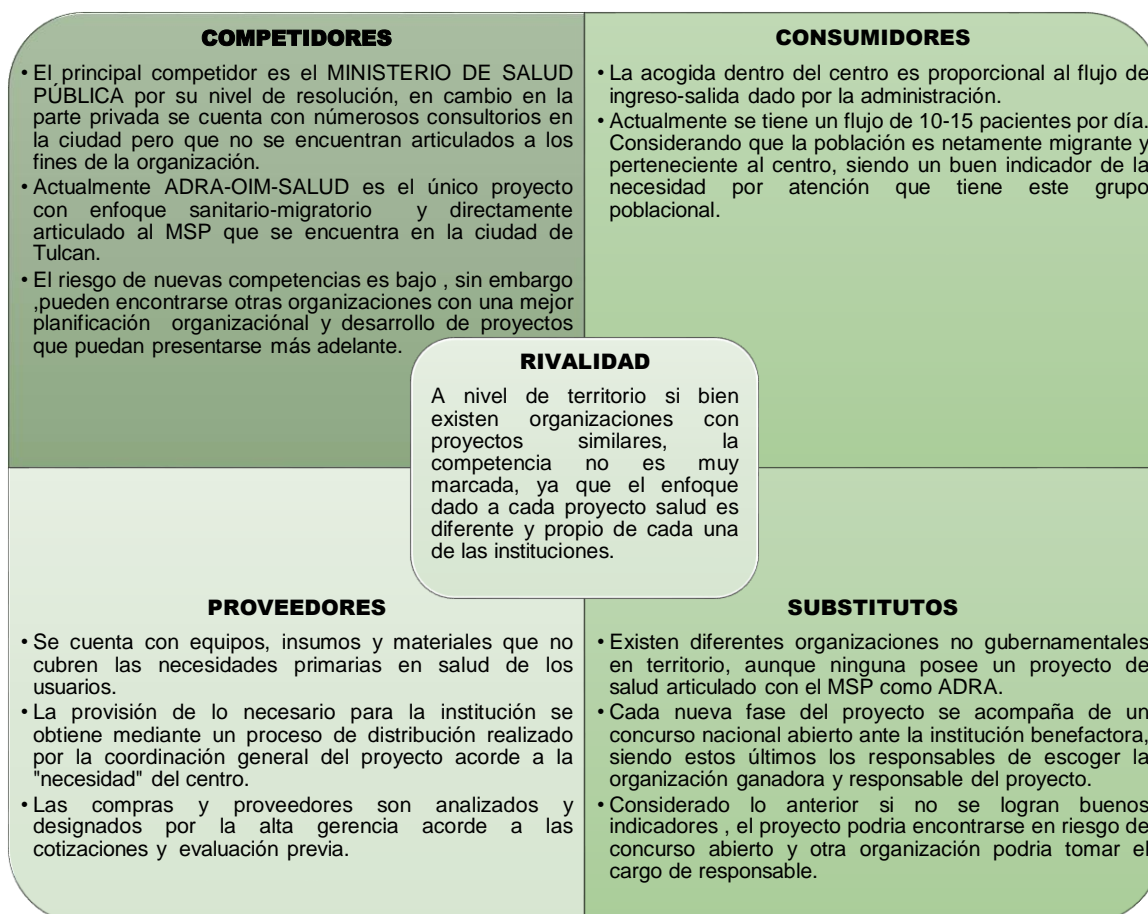 COMPETIDORES
• El principal competidor es el MINISTERIO DE SALUD
PÚBLICA por su nivel de resolución, en cambio en la
parte privada se cuenta con númerosos consultorios en
la ciudad pero que no se encuentran articulados a los
fines de la organización.
• Actualmente ADRA-OIM-SALUD es el único proyecto
con enfoque sanitario-migratorio y directamente
articulado al MSP que se encuentra en la ciudad de
Tulcan.
• El riesgo de nuevas competencias es bajo , sin embargo
,pueden encontrarse otras organizaciones con una mejor
planificación organizaciónal y desarrollo de proyectos
que puedan presentarse más adelante.
CONSUMIDORES
• La acogida dentro del centro es proporcional al flujo de
ingreso-salida dado por la administración.
• Actualmente se tiene un flujo de 10-15 pacientes por día.
Considerando que la población es netamente migrante y
perteneciente al centro, siendo un buen indicador de la
necesidad por atención que tiene este grupo
poblacional.
RIVALIDAD
A nivel de territorio si bien
existen organizaciones con
proyectos similares, la
competencia no es muy
marcada, ya que el enfoque
dado a cada proyecto salud es
diferente y propio de cada una
de las instituciones.
PROVEEDORES
• Se cuenta con equipos, insumos y materiales que no
cubren las necesidades primarias en salud de los
usuarios.
• La provisión de lo necesario para la institución se
obtiene mediante un proceso de distribución realizado
por la coordinación general del proyecto acorde a la
"necesidad" del centro.
• Las compras y proveedores son analizados y
designados por la alta gerencia acorde a las
cotizaciones y evaluación previa.
SUBSTITUTOS
• Existen diferentes organizaciones no gubernamentales
en territorio, aunque ninguna posee un proyecto de
salud articulado con el MSP como ADRA.
• Cada nueva fase del proyecto se acompaña de un
concurso nacional abierto ante la institución benefactora,
siendo estos últimos los responsables de escoger la
organización ganadora y responsable del proyecto.
• Considerado lo anterior si no se logran buenos
indicadores , el proyecto podria encontrarse en riesgo de
concurso abierto y otra organización podria tomar el
cargo de responsable.